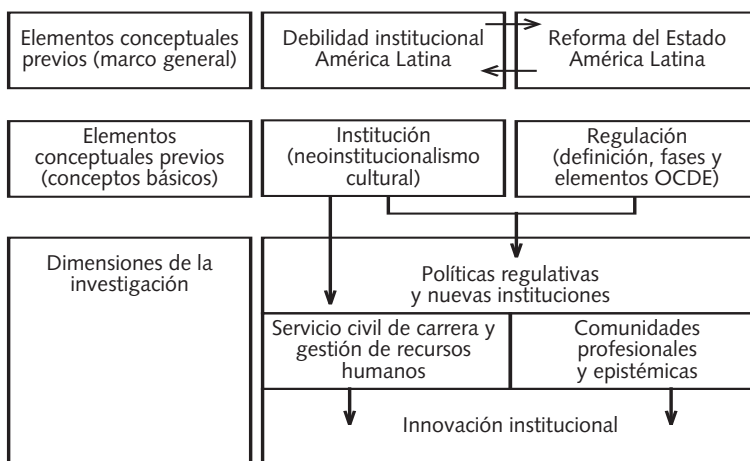 Elementos conceptuales
previos (marco general)
Debilidad institucional
América Latina
Reforma del Estado
América Latina
Elementos
conceptuales previos
(conceptos básicos)
Institución
(neoinstitucionalismo
cultural)
Regulación
(definición, fases y
elementos OCDE)
Dimensiones de la
investigación
Políticas regulativas
y nuevas instituciones
Servicio civil de carrera y
gestión de recursos
humanos
Comunidades
profesionales
y epistémicas
Innovación institucional